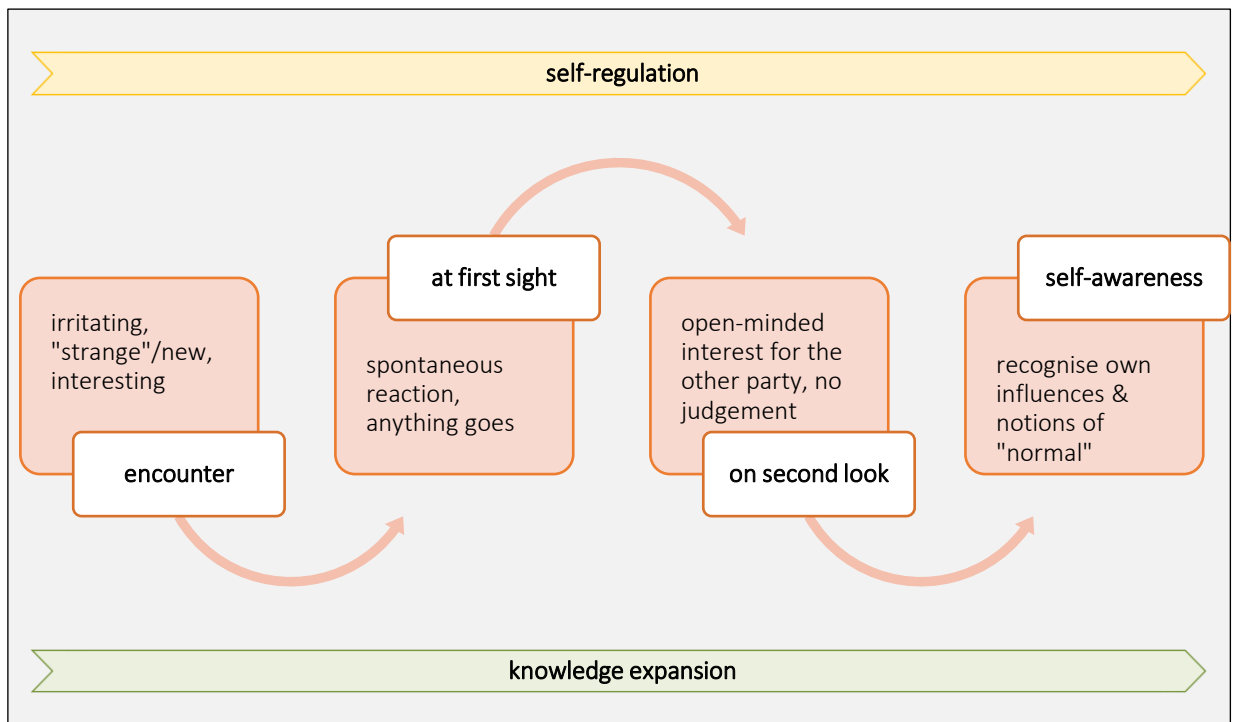 self-regulation
encounter
irritating,
"strange"/new,
interesting
at first sight
spontaneous
reaction,
anything goes
on second look
open-minded
interest for the
other party, no
judgement
self-awareness
recognise own
influences &
notions of
"normal"
knowledge expansion